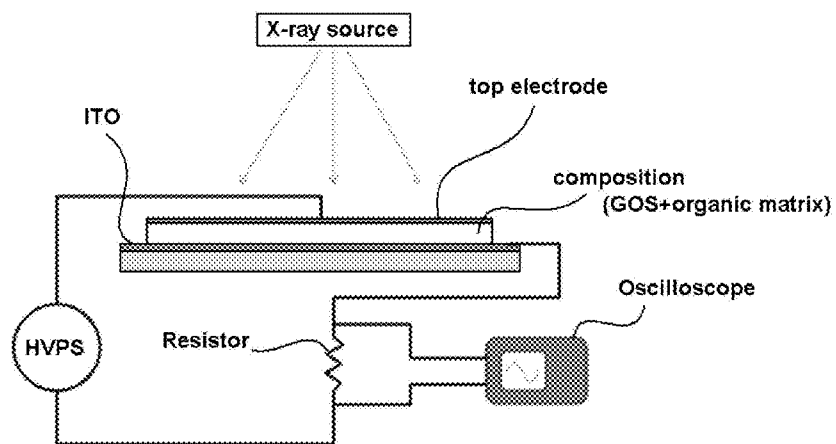 X-ray source
top electrode
ITO
composition
(GOS+organic matrix)
Oscilloscope
Resistor
HVPS